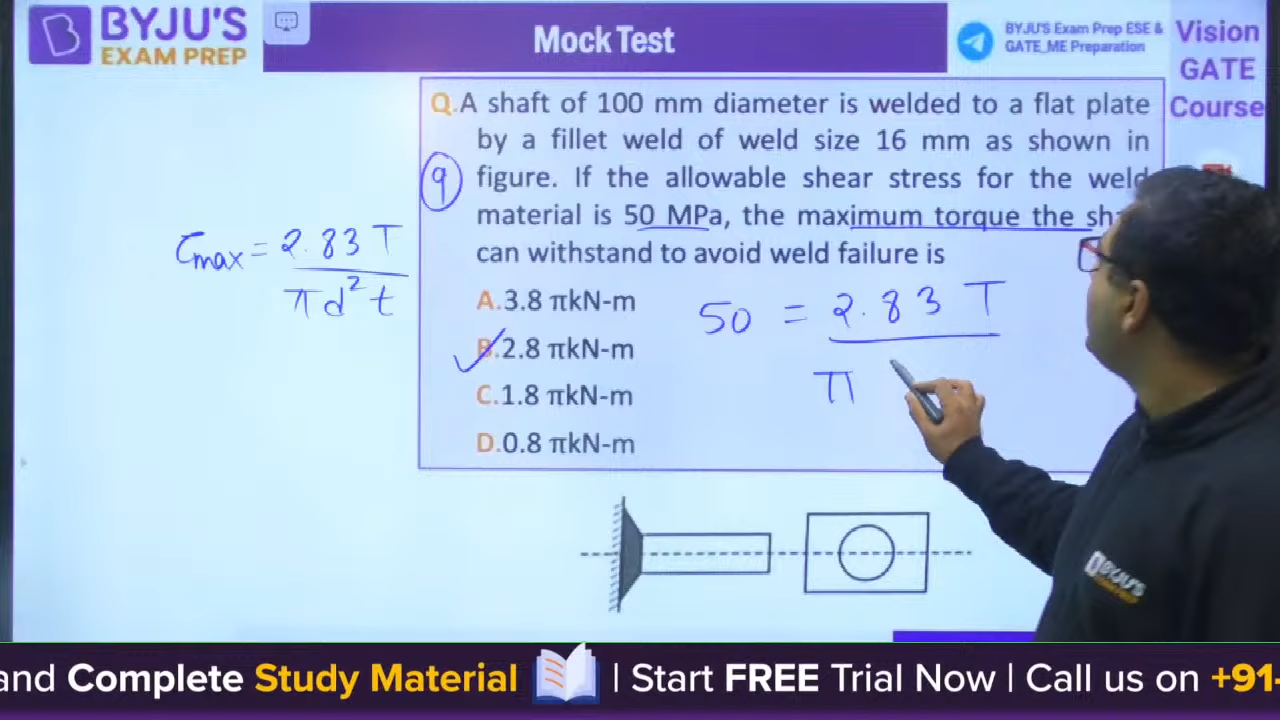 BYJU'S
EXAM PREP
Mock Test
BYJU'S Exam Prep ESE &
GATE_ME Preparation
Vision
GATE
Course
Q.A shaft of 100 mm diameter is welded to a flat plate
by a fillet weld of weld size 16 mm as shown in
9
figure. If the allowable shear stress for the weld
material is 50 MPa, the maximum torque the sh
can withstand to avoid weld failure is
τmax = 2.83 T
πd²t
A.3.8 πkN-m
50 = 2.83 T
π
B.2.8 πkN-m
C.1.8 πkN-m
D.0.8 πkN-m
BYJU'S
EXAM PREP
and Complete Study Material | Start FREE Trial Now | Call us on +91-